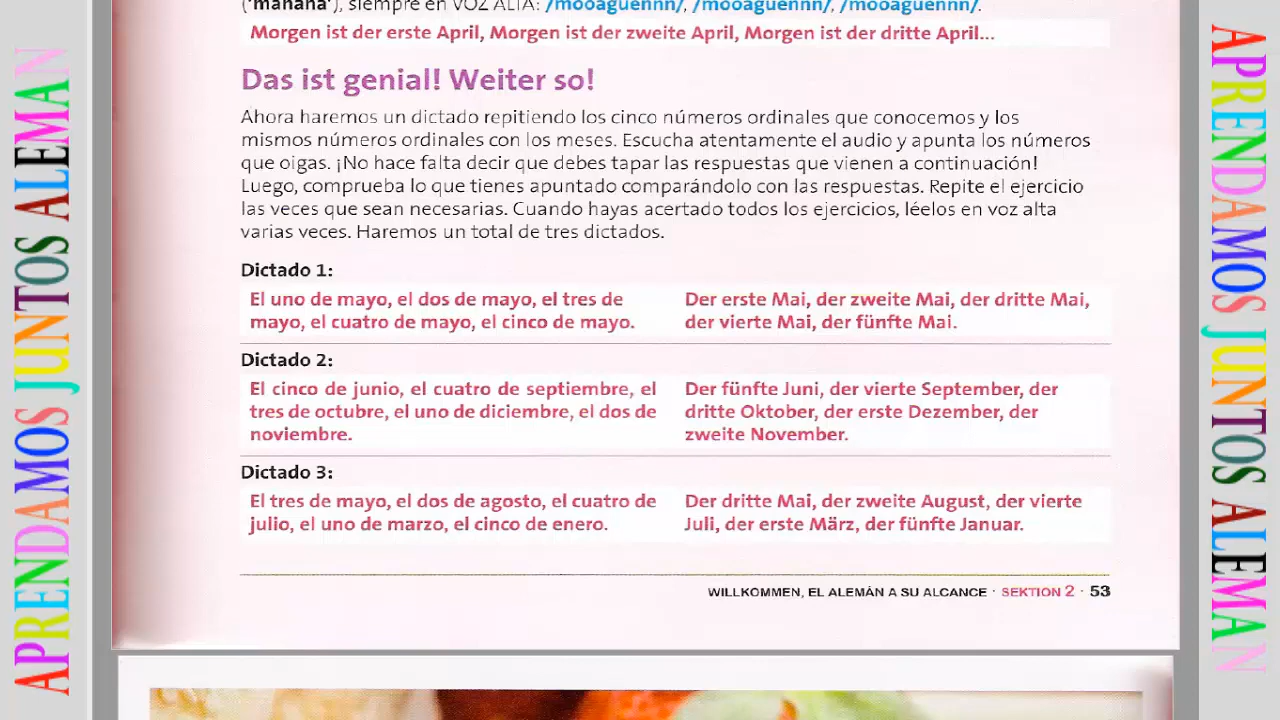 APRENDAMOS JUNTOS ALEMAN
('mañana'), siempre en VOZ ALTA: /móoaguennn/, /móoaguennn/, /móoaguennn/.
Morgen ist der erste April, Morgen ist der zweite April, Morgen ist der dritte April...
Das ist genial! Weiter so!
Ahora haremos un dictado repitiendo los cinco números ordinales que conocemos y los
mismos números ordinales con los meses. Escucha atentamente el audio y apunta los números
que oigas. ¡No hace falta decir que debes tapar las respuestas que vienen a continuación!
Luego, comprueba lo que tienes apuntado comparándolo con las respuestas. Repite el ejercicio
las veces que sean necesarias. Cuando hayas acertado todos los ejercicios, léelos en voz alta
varias veces. Haremos un total de tres dictados.
Dictado 1:
El uno de mayo, el dos de mayo, el tres de
mayo, el cuatro de mayo, el cinco de mayo.
Der erste Mai, der zweite Mai, der dritte Mai,
der vierte Mai, der fünfte Mai.
Dictado 2:
El cinco de junio, el cuatro de septiembre, el
tres de octubre, el uno de diciembre, el dos de
noviembre.
Der fünfte Juni, der vierte September, der
dritte Oktober, der erste Dezember, der
zweite November.
Dictado 3:
El tres de mayo, el dos de agosto, el cuatro de
julio, el uno de marzo, el cinco de enero.
Der dritte Mai, der zweite August, der vierte
Juli, der erste März, der fünfte Januar.
WILLKOMMEN, EL ALEMÁN A SU ALCANCE · SEKTION 2 · 53
APRENDAMOS JUNTOS ALEMAN